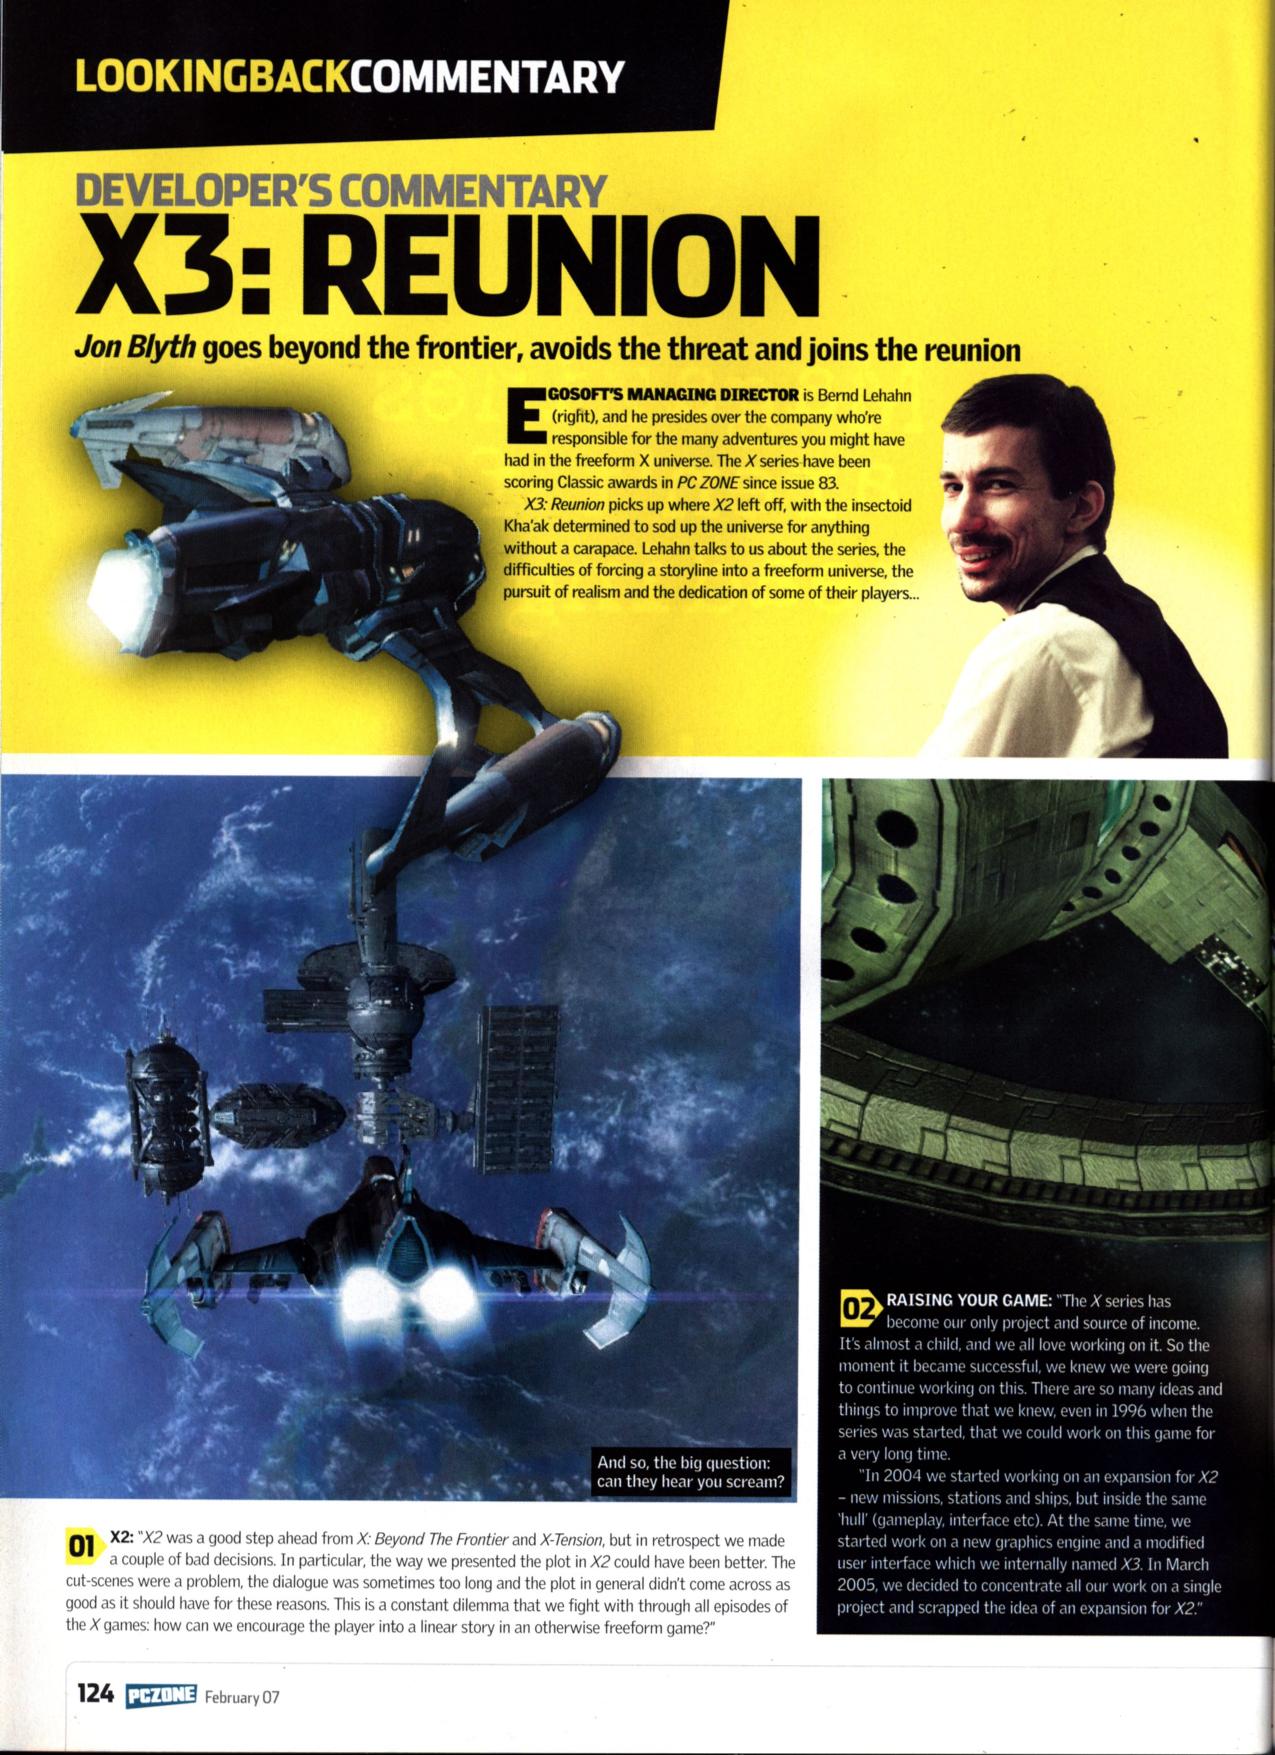 LOOKINGBACKCOMMENTARY
DEVELOPER'S COMMENTARY
X3: REUNION
Jon Blyth goes beyond the frontier, avoids the threat and joins the reunion
EGOSOFT'S MANAGING DIRECTOR is Bernd Lehahn
(right), and he presides over the company who're
responsible for the many adventures you might have
had in the freeform X universe. The X series have been
scoring Classic awards in PC ZONE since issue 83.
X3: Reunion picks up where X2 left off, with the insectoid
Kha'ak determined to sod up the universe for anything
without a carapace. Lehahn talks to us about the series, the
difficulties of forcing a storyline into a freeform universe, the
pursuit of realism and the dedication of some of their players...
And so, the big question:
can they hear you scream?
01 X2: "X2 was a good step ahead from X: Beyond The Frontier and X-Tension, but in retrospect we made
a couple of bad decisions. In particular, the way we presented the plot in X2 could have been better. The
cut-scenes were a problem, the dialogue was sometimes too long and the plot in general didn't come across as
good as it should have for these reasons. This is a constant dilemma that we fight with through all episodes of
the X games: how can we encourage the player into a linear story in an otherwise freeform game?"
02 RAISING YOUR GAME: "The X series has
become our only project and source of income.
It's almost a child, and we all love working on it. So the
moment it became successful, we knew we were going
to continue working on this. There are so many ideas and
things to improve that we knew, even in 1996 when the
series was started, that we could work on this game for
a very long time.
"In 2004 we started working on an expansion for X2
– new missions, stations and ships, but inside the same
'hull' (gameplay, interface etc). At the same time, we
started work on a new graphics engine and a modified
user interface which we internally named X3. In March
2005, we decided to concentrate all our work on a single
project and scrapped the idea of an expansion for X2."
124 PCZONE February 07